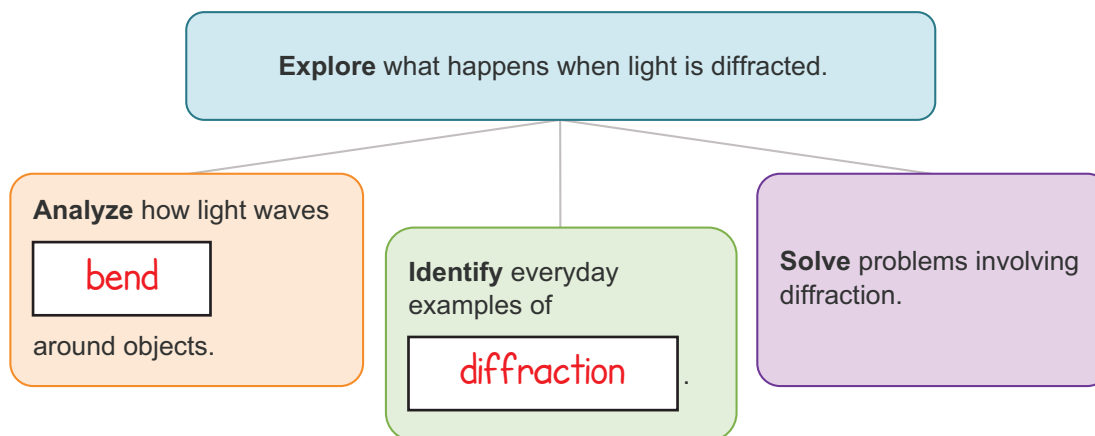 Explore what happens when light is diffracted.
Analyze how light waves
bend
around objects.
Identify everyday
examples of
diffraction .
Solve problems involving
diffraction.